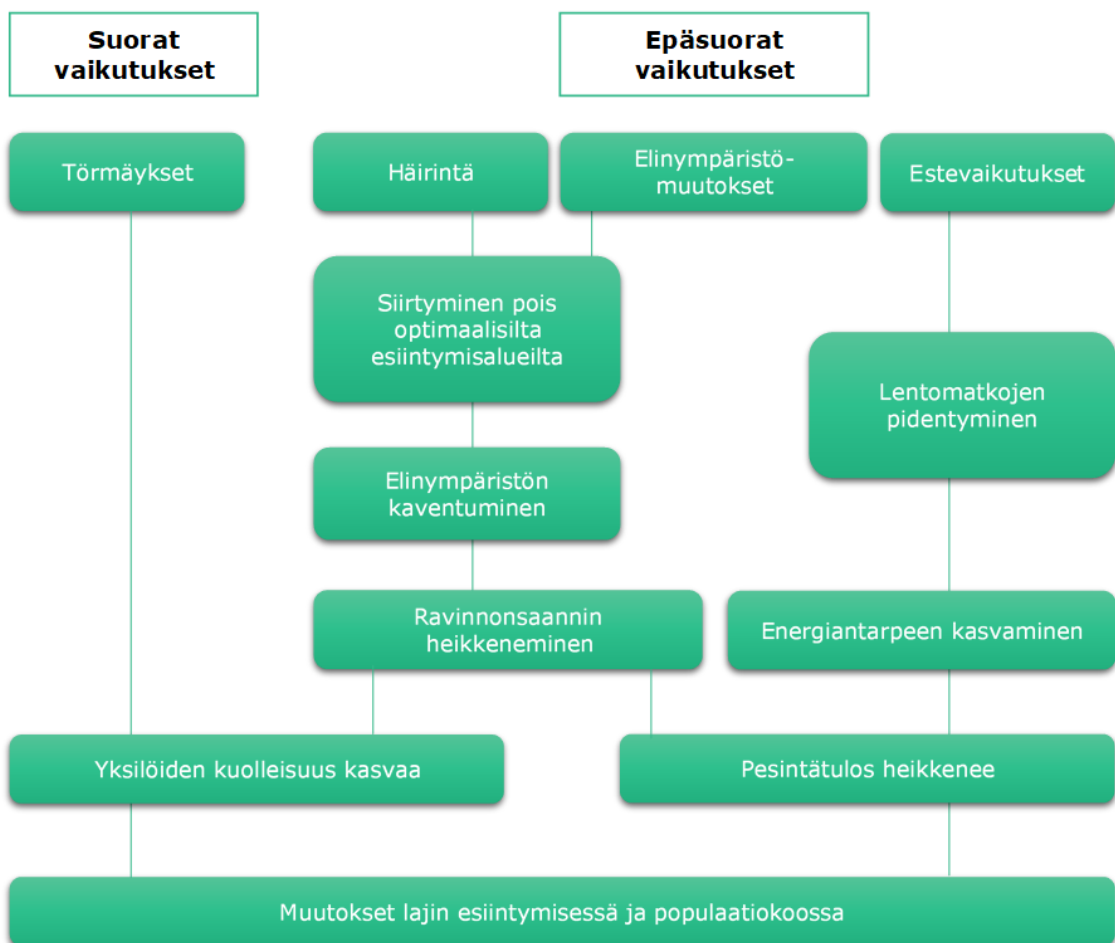 Suorat
vaikutukset
Epäsuorat
vaikutukset
Törmäykset
Häirintä
Elinympäristö-
muutokset
Estevaikutukset
Siirtyminen pois
optimaalisilta
esiintymisalueilta
Lentomatkojen
pidentyminen
Elinympäristön
kaventuminen
Ravinnonsaannin
heikkeneminen
Energiantarpeen kasvaminen
Yksilöiden kuolleisuus kasvaa
Pesintätulos heikkenee
Muutokset lajin esiintymisessä ja populaatiokoossa